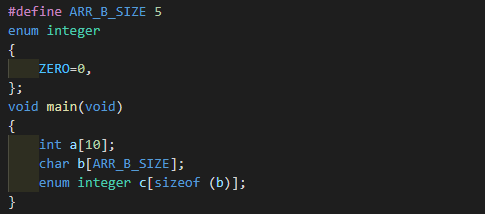 #define ARR_B_SIZE 5
enum integer
{
    ZERO=0,
};
void main(void)
{
    int a[10];
    char b[ARR_B_SIZE];
    enum integer c[sizeof (b)];
}